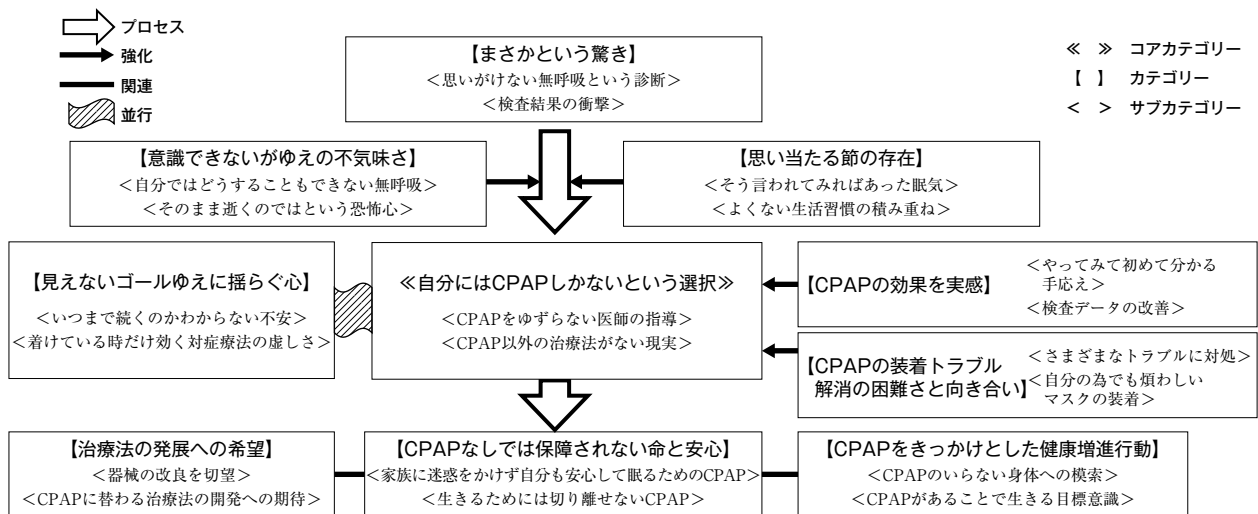 プロセス
強化
関連
並行
≪ ≫ コアカテゴリー
【 】 カテゴリー
＜ ＞ サブカテゴリー
【まさかという驚き】
＜思いがけない無呼吸という診断＞
＜検査結果の衝撃＞
【意識できないがゆえの不気味さ】
＜自分ではどうすることもできない無呼吸＞
＜そのまま逝くのではという恐怖心＞
【思い当たる節の存在】
＜そう言われてみればあった眠気＞
＜よくない生活習慣の積み重ね＞
【見えないゴールゆえに揺らぐ心】
＜いつまで続くのかわからない不安＞
＜着けている時だけ効く対症療法の虚しさ＞
≪自分にはCPAPしかないという選択≫
＜CPAPをゆずらない医師の指導＞
＜CPAP以外の治療法がない現実＞
【CPAPの効果を実感】
＜やってみて初めて分かる
手応え＞
＜検査データの改善＞
【CPAPの装着トラブル
解消の困難さと向き合い】
＜さまざまなトラブルに対処＞
＜自分の為でも煩わしい
マスクの装着＞
【治療法の発展への希望】
＜器械の改良を切望＞
＜CPAPに替わる治療法の開発への期待＞
【CPAPなしでは保障されない命と安心】
＜家族に迷惑をかけず自分も安心して眠るためのCPAP＞
＜生きるためには切り離せないCPAP＞
【CPAPをきっかけとした健康増進行動】
＜CPAPのいらない身体への模索＞
＜CPAPがあることで生きる目標意識＞